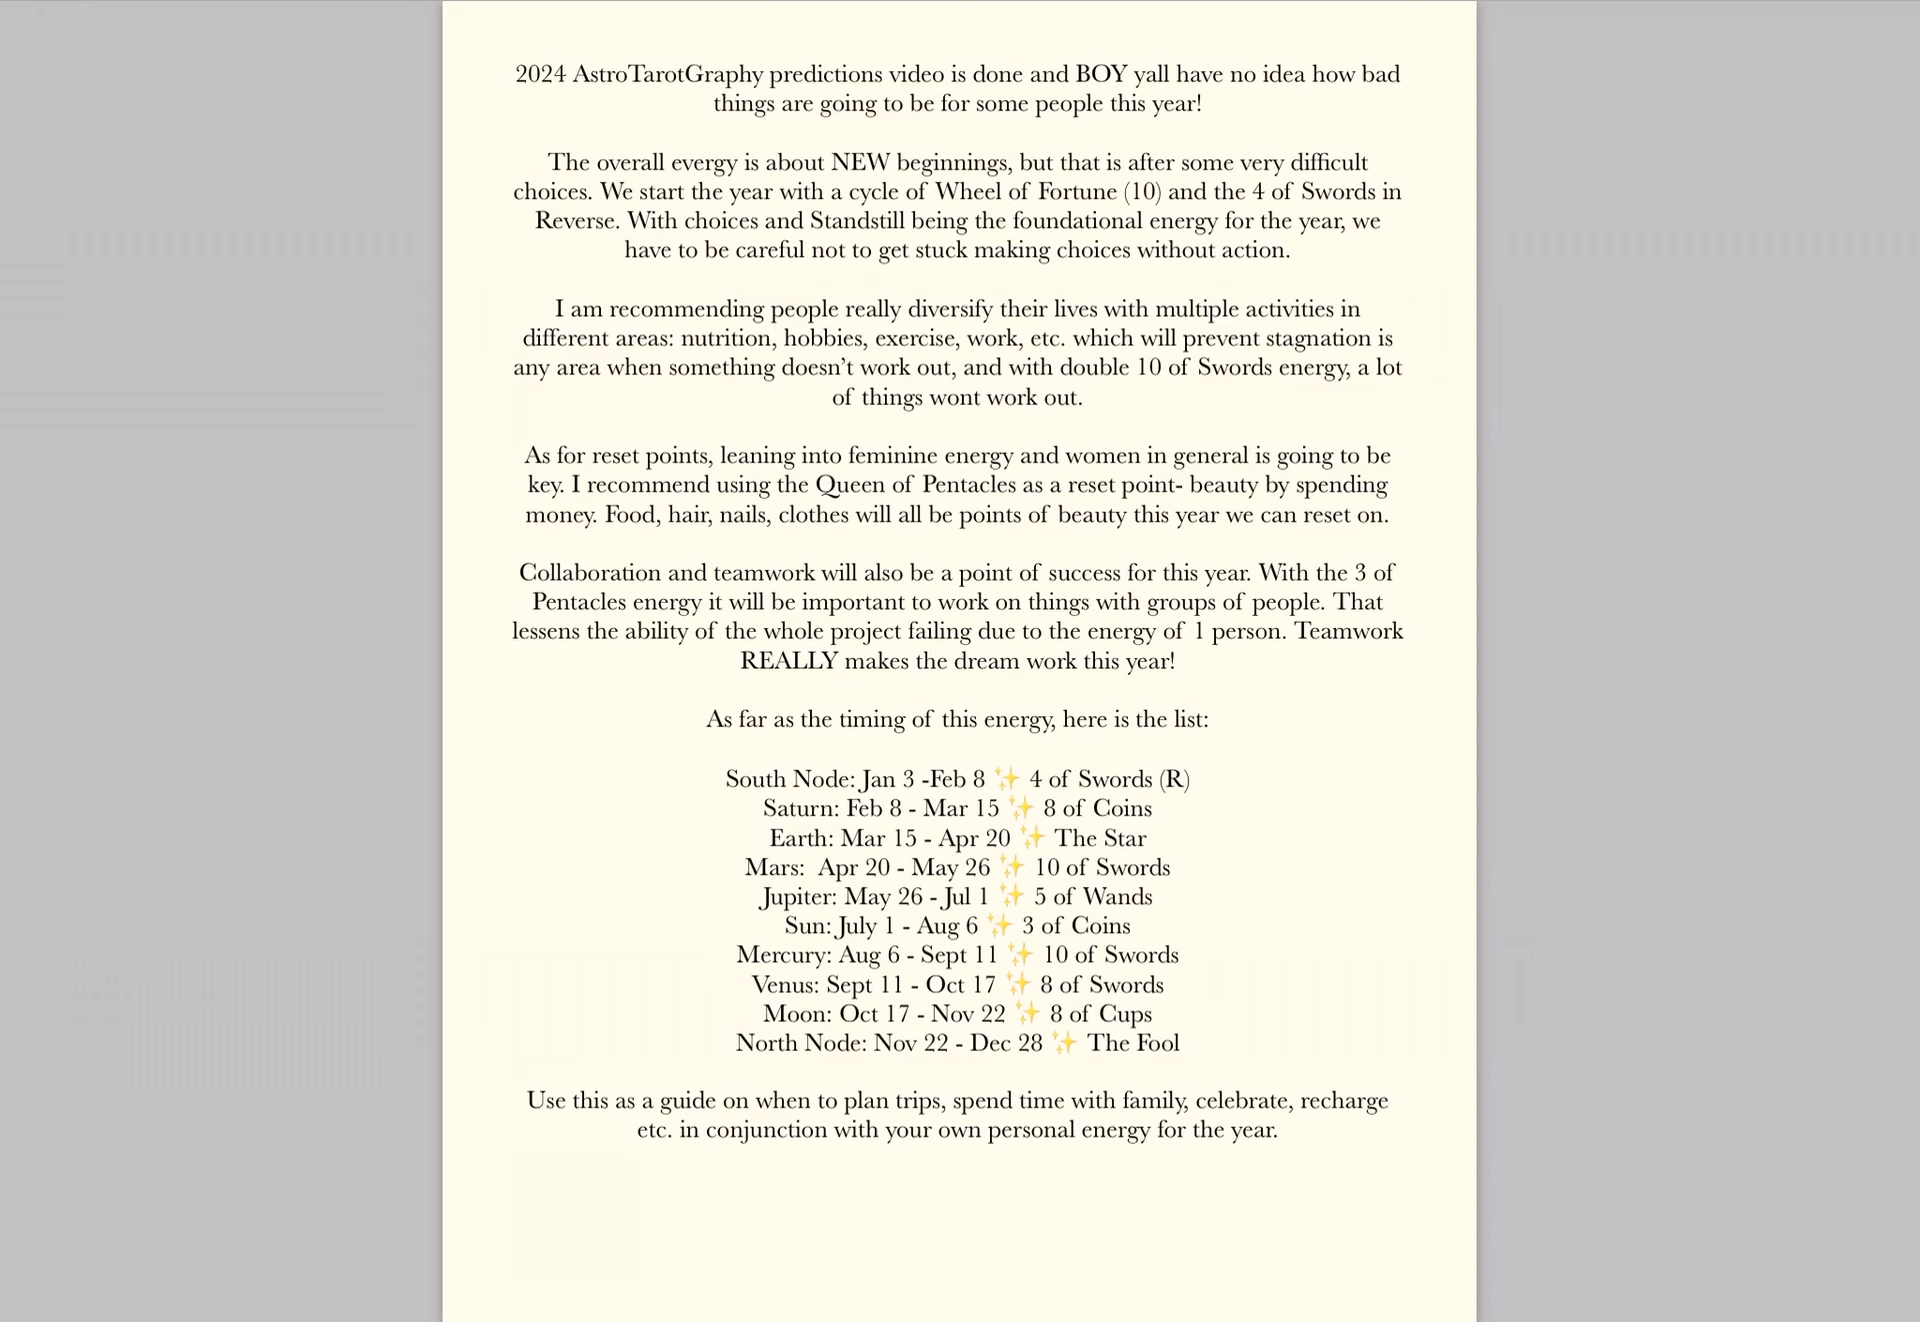 2024 AstroTarotGraphy predictions video is done and BOY yall have no idea how bad
things are going to be for some people this year!
The overall evergy is about NEW beginnings, but that is after some very difficult
choices. We start the year with a cycle of Wheel of Fortune (10) and the 4 of Swords in
Reverse. With choices and Standstill being the foundational energy for the year, we
have to be careful not to get stuck making choices without action.
I am recommending people really diversify their lives with multiple activities in
different areas: nutrition, hobbies, exercise, work, etc. which will prevent stagnation is
any area when something doesn’t work out, and with double 10 of Swords energy, a lot
of things wont work out.
As for reset points, leaning into feminine energy and women in general is going to be
key. I recommend using the Queen of Pentacles as a reset point- beauty by spending
money. Food, hair, nails, clothes will all be points of beauty this year we can reset on.
Collaboration and teamwork will also be a point of success for this year. With the 3 of
Pentacles energy it will be important to work on things with groups of people. That
lessens the ability of the whole project failing due to the energy of 1 person. Teamwork
REALLY makes the dream work this year!
As far as the timing of this energy, here is the list:
South Node: Jan 3 -Feb 8 ✨ 4 of Swords (R)
Saturn: Feb 8 - Mar 15 ✨ 8 of Coins
Earth: Mar 15 - Apr 20 ✨ The Star
Mars:  Apr 20 - May 26 ✨ 10 of Swords
Jupiter: May 26 - Jul 1 ✨ 5 of Wands
Sun: July 1 - Aug 6 ✨ 3 of Coins
Mercury: Aug 6 - Sept 11 ✨ 10 of Swords
Venus: Sept 11 - Oct 17 ✨ 8 of Swords
Moon: Oct 17 - Nov 22 ✨ 8 of Cups
North Node: Nov 22 - Dec 28 ✨ The Fool
Use this as a guide on when to plan trips, spend time with family, celebrate, recharge
etc. in conjunction with your own personal energy for the year.